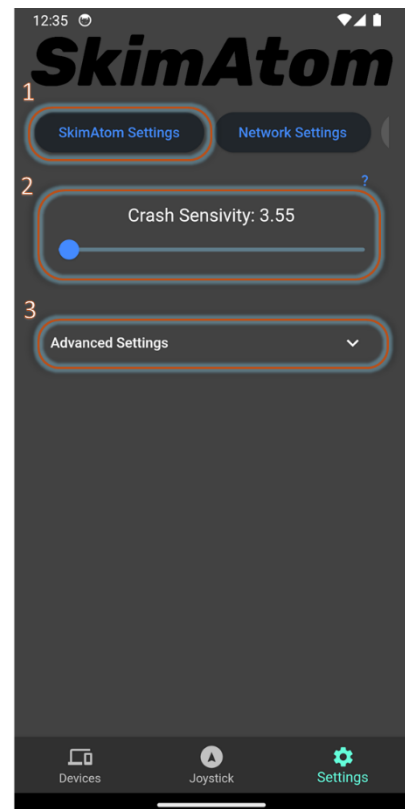 12:35
SkimAtom
1
SkimAtom Settings
Network Settings
?
2
Crash Sensivity: 3.55
3
Advanced Settings
Devices
Joystick
Settings